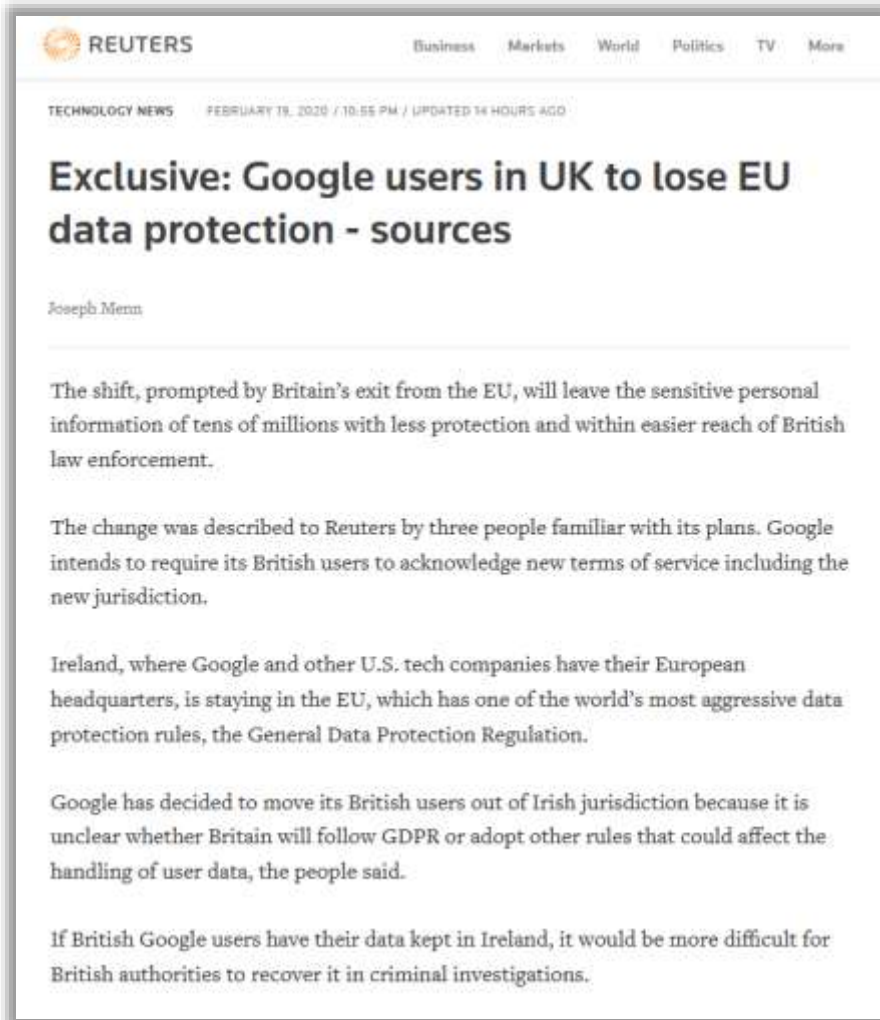 REUTERS
Business Markets World Politics TV More
TECHNOLOGY NEWS FEBRUARY 19, 2020 / 10:55 PM / UPDATED 14 HOURS AGO
Exclusive: Google users in UK to lose EU
data protection - sources
Joseph Menn
The shift, prompted by Britain’s exit from the EU, will leave the sensitive personal
information of tens of millions with less protection and within easier reach of British
law enforcement.
The change was described to Reuters by three people familiar with its plans. Google
intends to require its British users to acknowledge new terms of service including the
new jurisdiction.
Ireland, where Google and other U.S. tech companies have their European
headquarters, is staying in the EU, which has one of the world’s most aggressive data
protection rules, the General Data Protection Regulation.
Google has decided to move its British users out of Irish jurisdiction because it is
unclear whether Britain will follow GDPR or adopt other rules that could affect the
handling of user data, the people said.
If British Google users have their data kept in Ireland, it would be more difficult for
British authorities to recover it in criminal investigations.